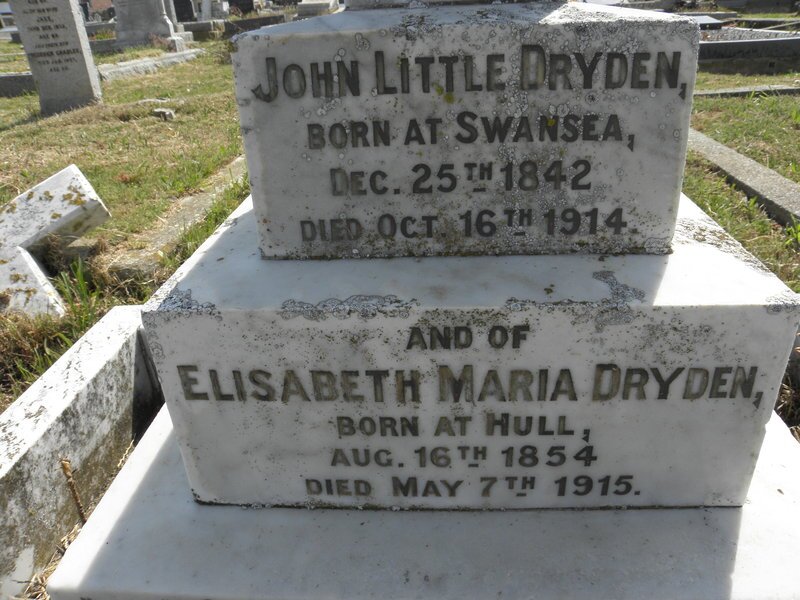 JOHN LITTLE DRYDEN,
BORN AT SWANSEA,
DEC. 25TH 1842
DIED OCT. 16TH 1914
AND OF
ELISABETH MARIA DRYDEN,
BORN AT HULL,
AUG. 16TH 1854
DIED MAY 7TH 1915.